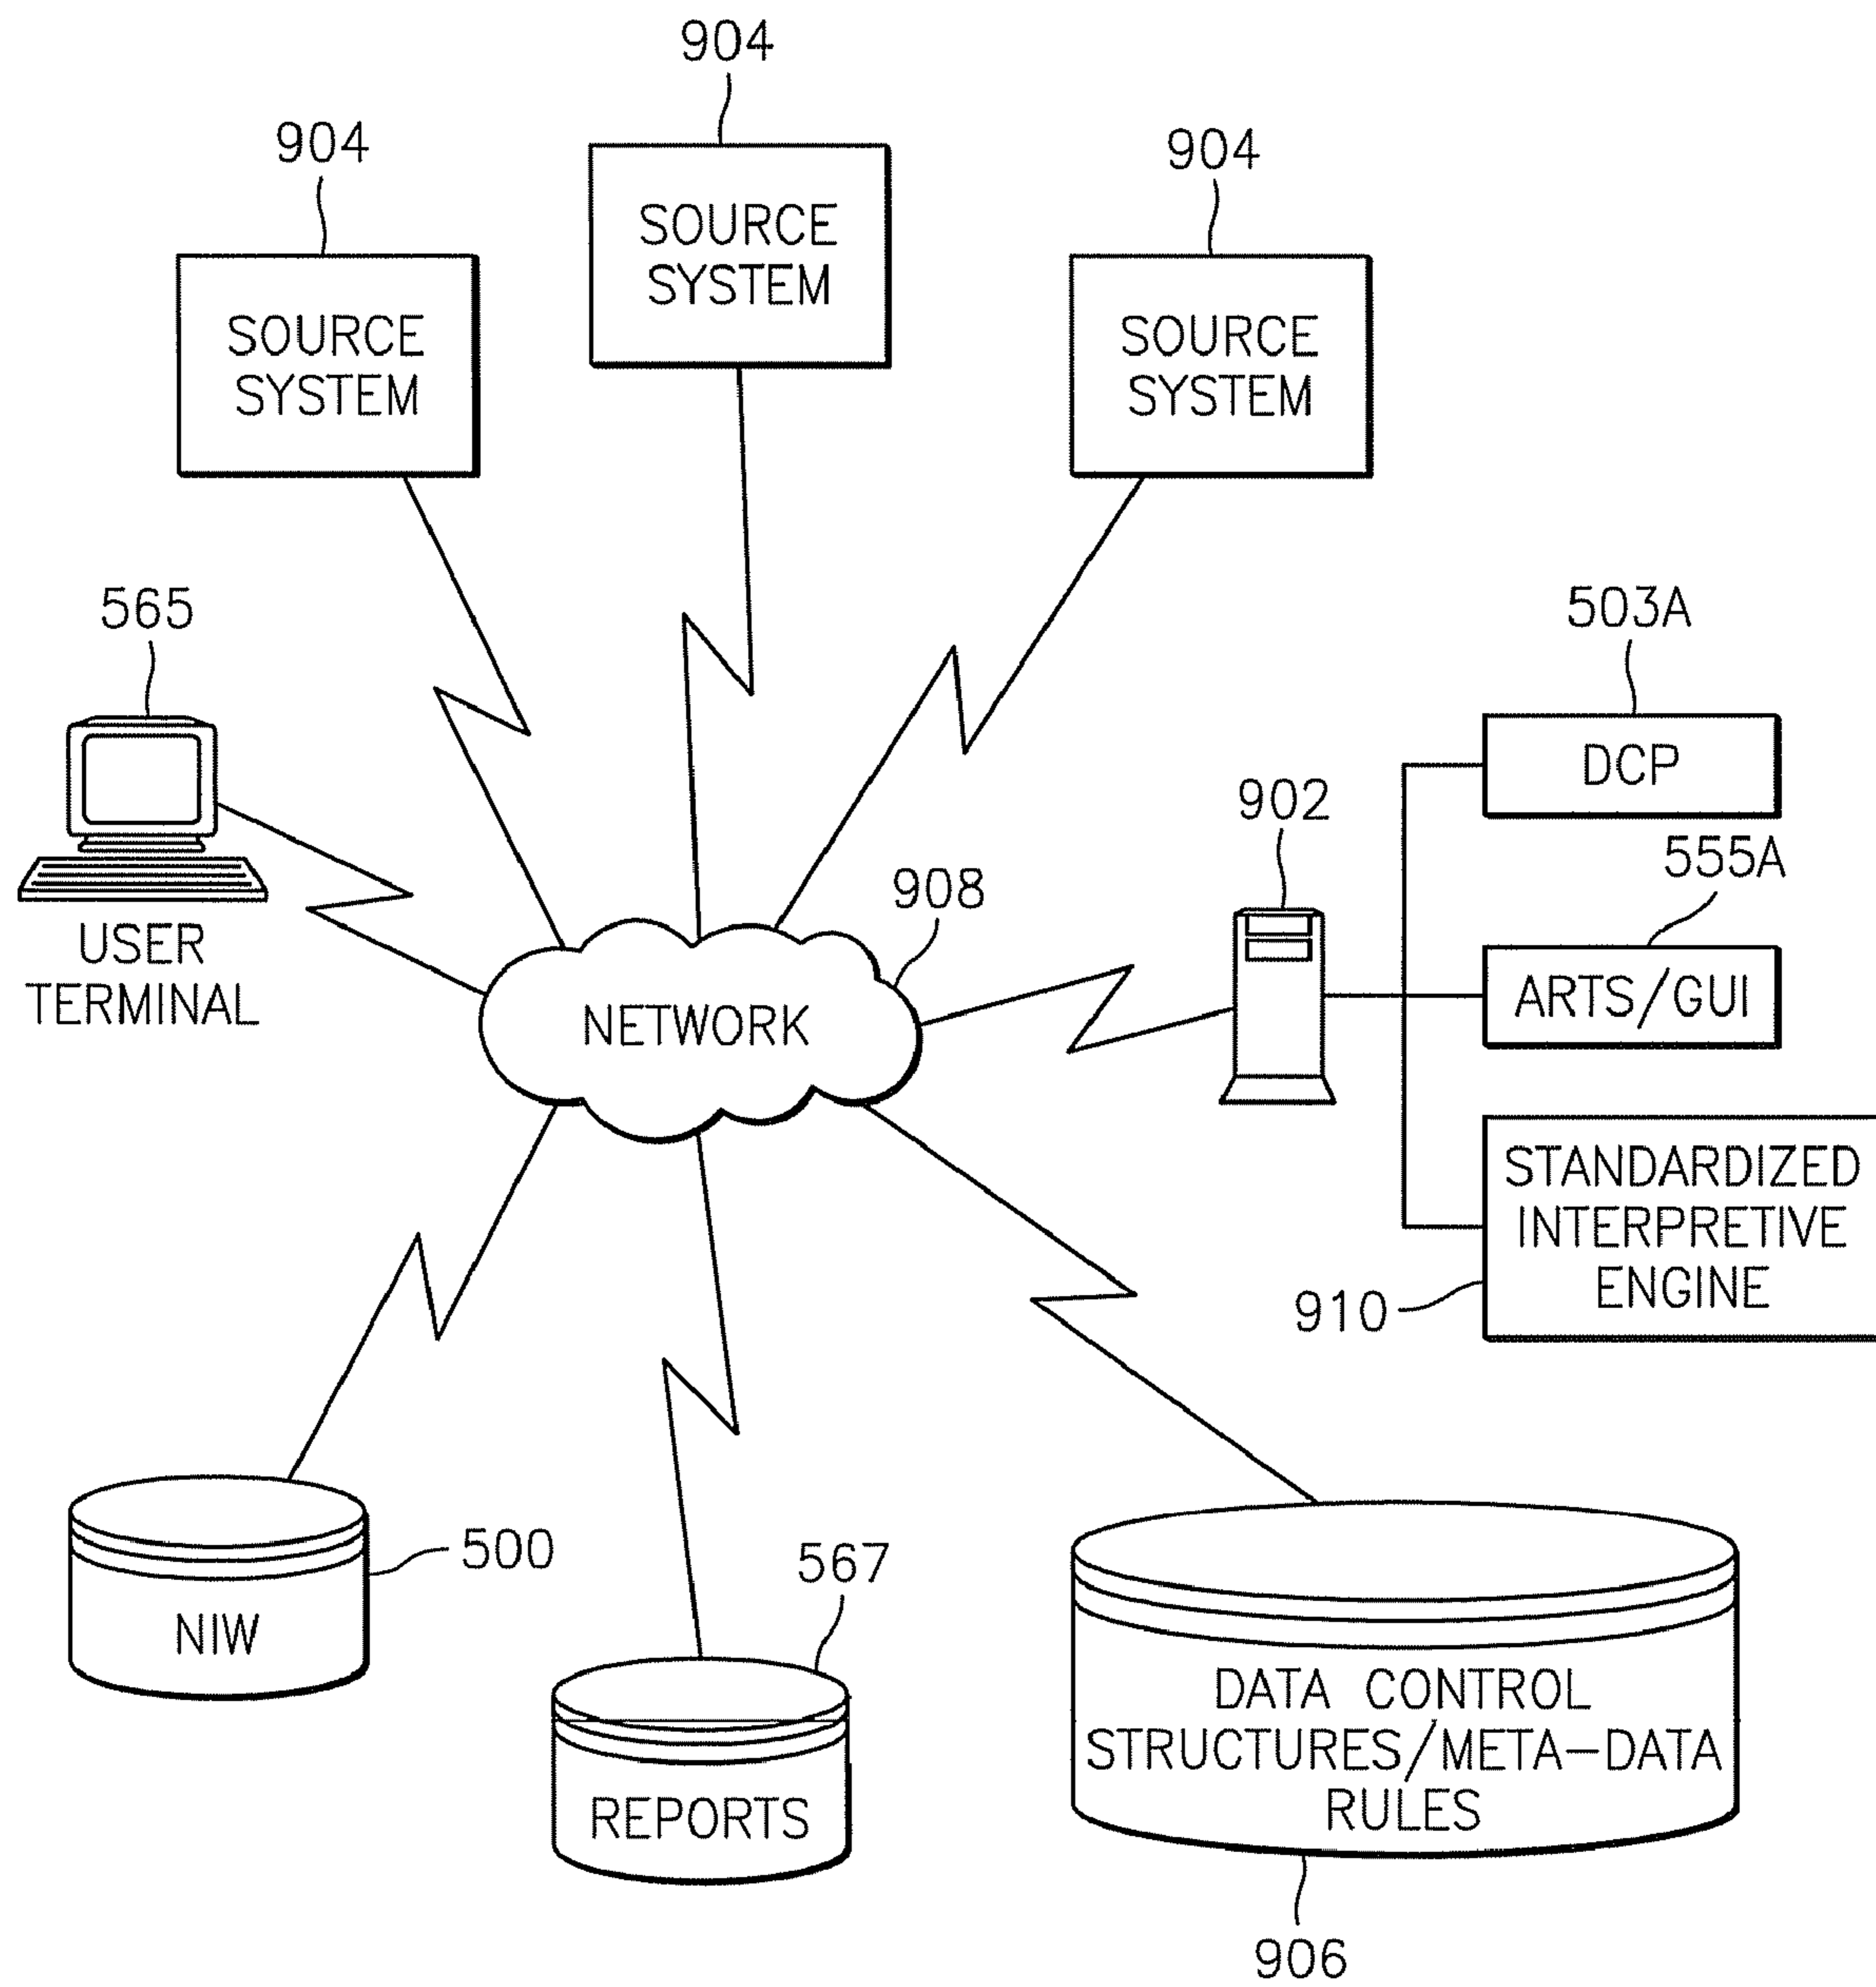 904
904
904
SOURCE
SYSTEM
SOURCE
SYSTEM
SOURCE
SYSTEM
565
USER
TERMINAL
503A
DCP
902
555A
ARTS/GUI
908
NETWORK
STANDARDIZED
INTERPRETIVE
ENGINE
910
500
NIW
567
REPORTS
DATA CONTROL
STRUCTURES/META-DATA
RULES
906